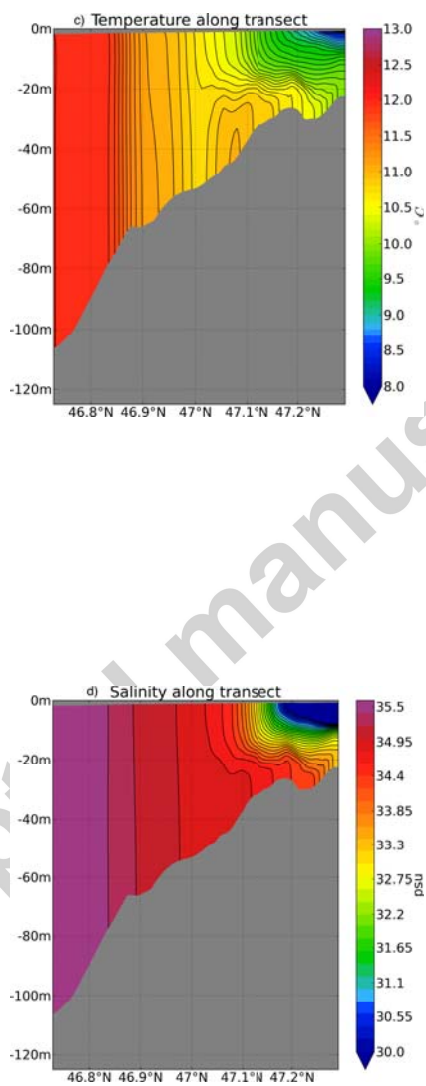 c) Temperature along transect
0m
-20m
-40m
-60m
-80m
-100m
-120m
46.8°N 46.9°N 47°N 47.1°N 47.2°N
13.0
12.5
12.0
11.5
11.0
10.5
10.0
9.5
9.0
8.5
8.0
°C
manus
d) Salinity along transect
0m
-20m
-40m
-60m
-80m
-100m
-120m
46.8°N 46.9°N 47°N 47.1°N 47.2°N
35.5
34.95
34.4
33.85
33.3
32.75
32.2
31.65
31.1
30.55
30.0
psu